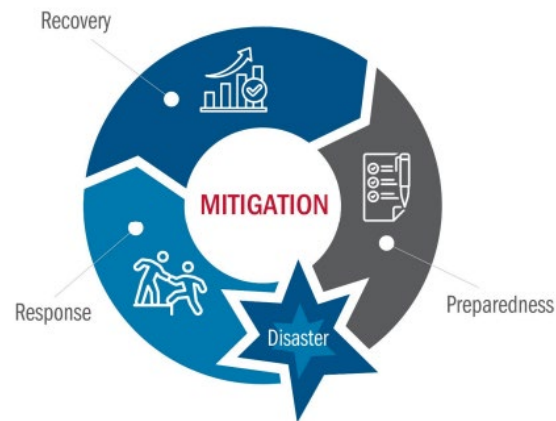 Recovery
MITIGATION
Response
Preparedness
Disaster